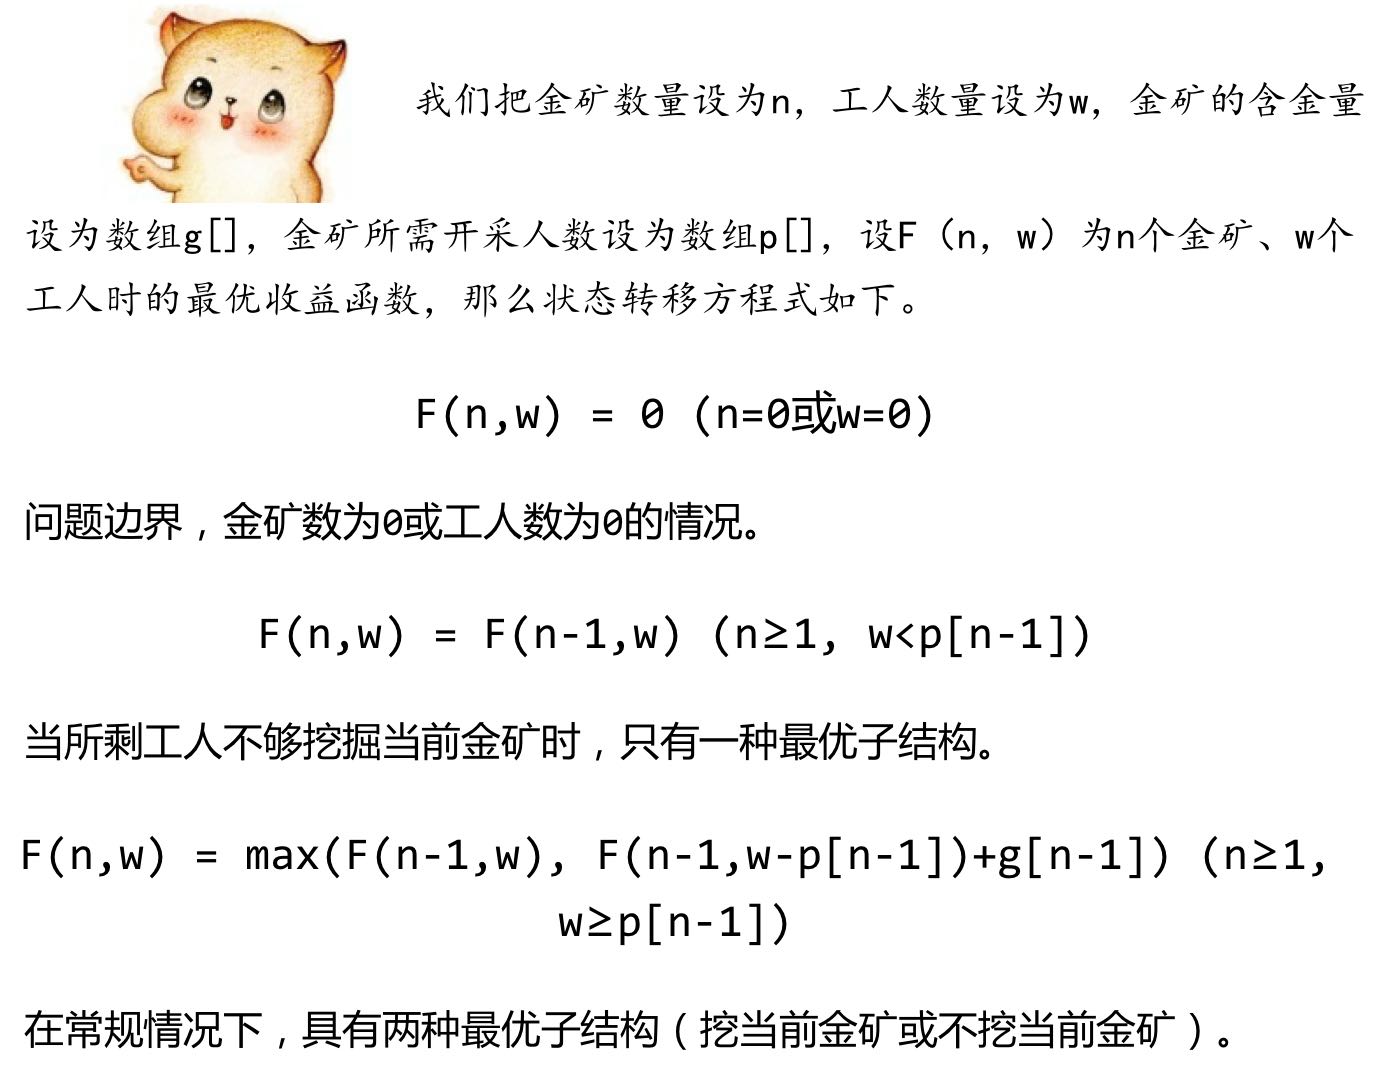 我们把金矿数量设为n，工人数量设为w，金矿的含金量
设为数组g[]，金矿所需开采人数设为数组p[]，设F（n，w）为n个金矿、w个
工人时的最优收益函数，那么状态转移方程式如下。
F(n,w) = 0 (n=0或w=0)
问题边界，金矿数为0或工人数为0的情况。
F(n,w) = F(n-1,w) (n≥1, w<p[n-1])
当所剩工人不够挖掘当前金矿时，只有一种最优子结构。
F(n,w) = max(F(n-1,w), F(n-1,w-p[n-1])+g[n-1]) (n≥1,
w≥p[n-1])
在常规情况下，具有两种最优子结构（挖当前金矿或不挖当前金矿）。